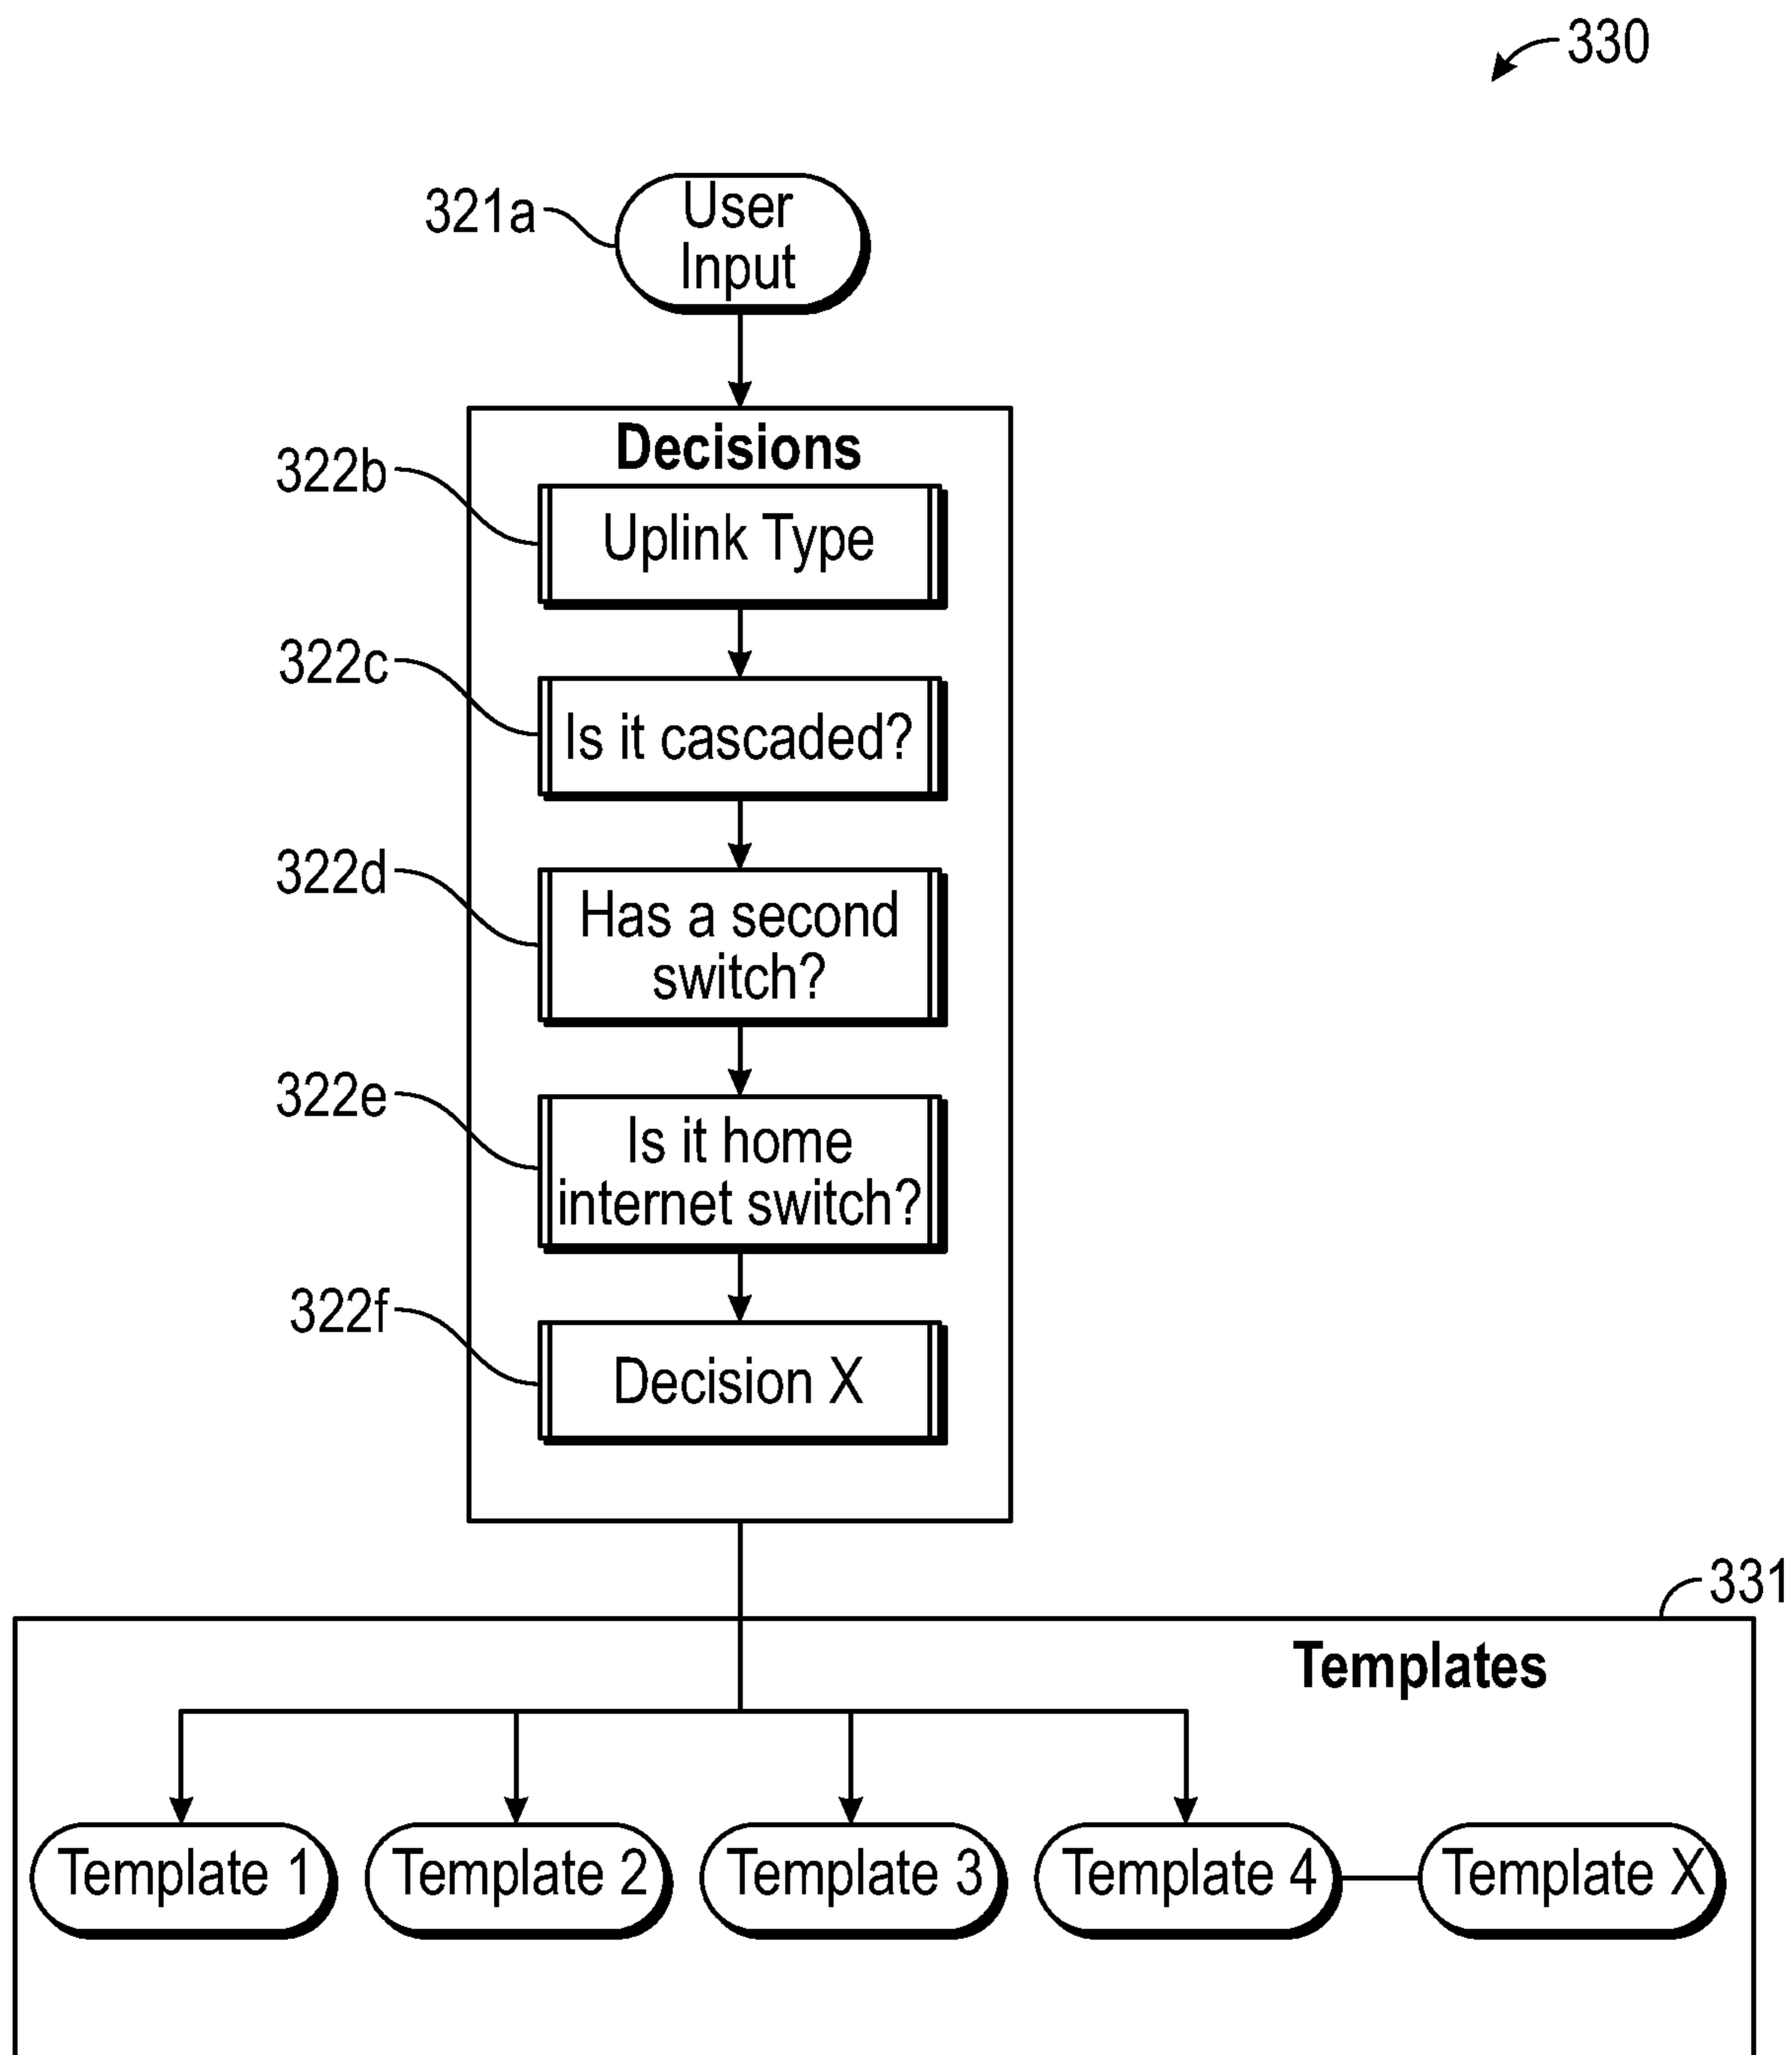 330
321a
User
Input
Decisions
322b
Uplink Type
322c
Is it cascaded?
322d
Has a second
switch?
322e
Is it home
internet switch?
322f
Decision X
331
Templates
Template 1
Template 2
Template 3
Template 4
Template X